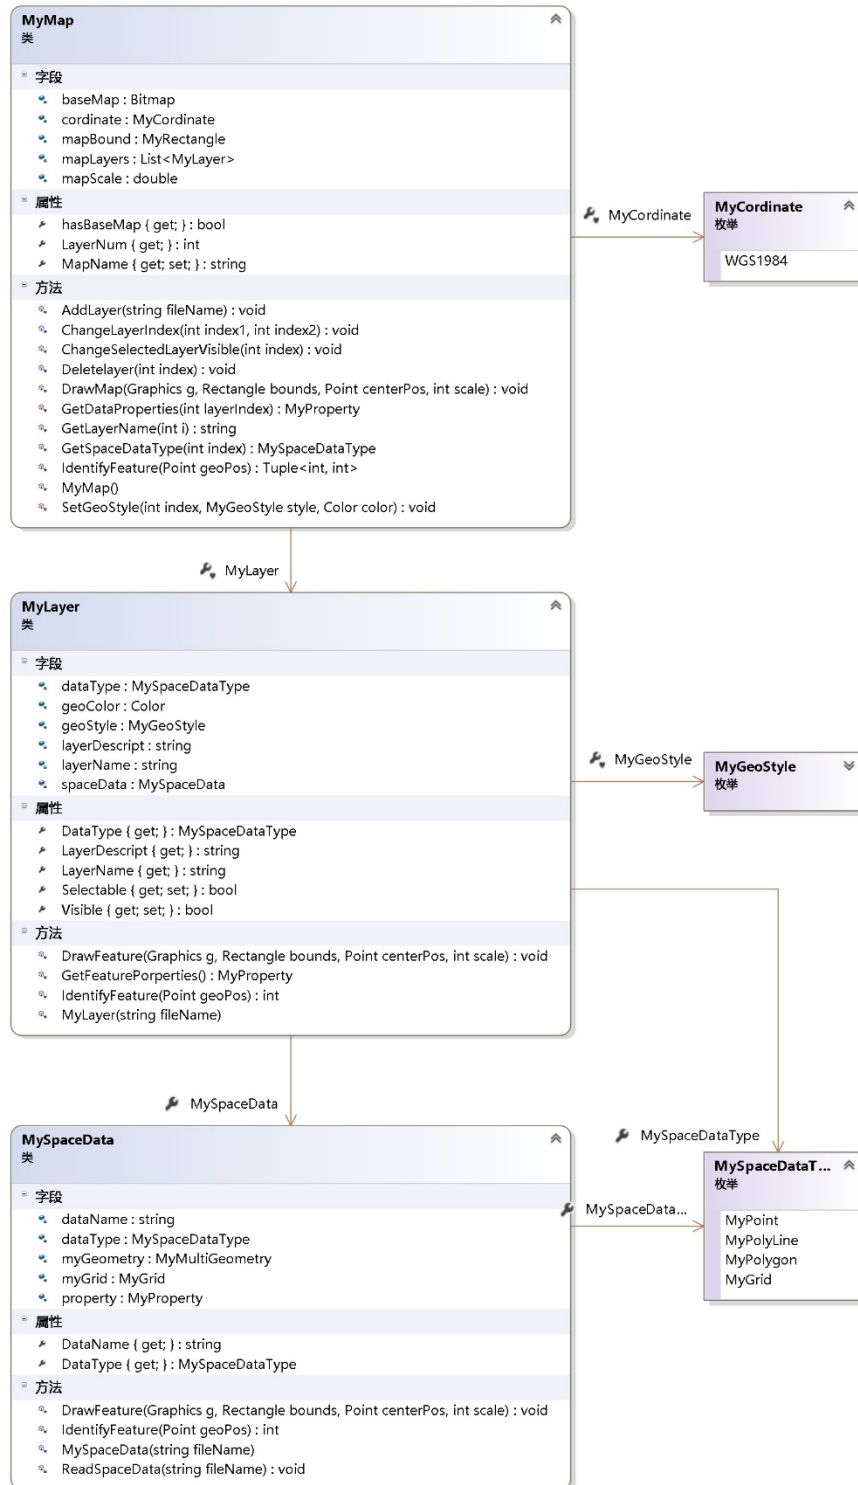 MyMap
类
字段
baseMap : Bitmap
cordinate : MyCordinate
mapBound : MyRectangle
mapLayers : List<MyLayer>
mapScale : double
属性
hasBaseMap { get; } : bool
LayerNum { get; } : int
MapName { get; set; } : string
方法
AddLayer(string fileName) : void
ChangeLayerIndex(int index1, int index2) : void
ChangeSelectedLayerVisible(int index) : void
Deletelayer(int index) : void
DrawMap(Graphics g, Rectangle bounds, Point centerPos, int scale) : void
GetDataProperties(int layerIndex) : MyProperty
GetLayerName(int i) : string
GetSpaceDataType(int index) : MySpaceDataType
IdentifyFeature(Point geoPos) : Tuple<int, int>
MyMap()
SetGeoStyle(int index, MyGeoStyle style, Color color) : void
MyCordinate
MyCordinate
枚举
WGS1984
MyLayer
MyLayer
类
字段
dataType : MySpaceDataType
geoColor : Color
geoStyle : MyGeoStyle
layerDescript : string
layerName : string
spaceData : MySpaceData
属性
DataType { get; } : MySpaceDataType
LayerDescript { get; } : string
LayerName { get; } : string
Selectable { get; set; } : bool
Visible { get; set; } : bool
方法
DrawFeature(Graphics g, Rectangle bounds, Point centerPos, int scale) : void
GetFeaturePorperties() : MyProperty
IdentifyFeature(Point geoPos) : int
MyLayer(string fileName)
MyGeoStyle
MyGeoStyle
枚举
MySpaceData
MySpaceDataType
MySpaceData
类
字段
dataName : string
dataType : MySpaceDataType
myGeometry : MyMultiGeometry
myGrid : MyGrid
property : MyProperty
属性
DataName { get; } : string
DataType { get; } : MySpaceDataType
方法
DrawFeature(Graphics g, Rectangle bounds, Point centerPos, int scale) : void
IdentifyFeature(Point geoPos) : int
MySpaceData(string fileName)
ReadSpaceData(string fileName) : void
MySpaceData...
MySpaceDataT...
枚举
MyPoint
MyPolyLine
MyPolygon
MyGrid